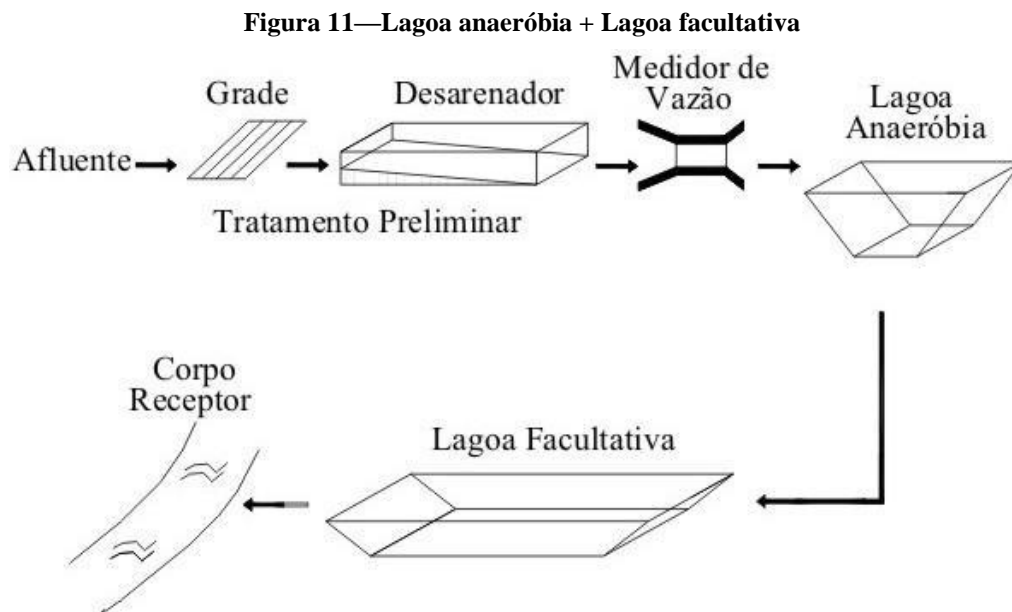 Figura 11—Lagoa anaeróbia + Lagoa facultativa
Afluente
Grade
Desarenador
Tratamento Preliminar
Medidor de
Vazão
Lagoa
Anaeróbia
Lagoa Facultativa
Corpo
Receptor